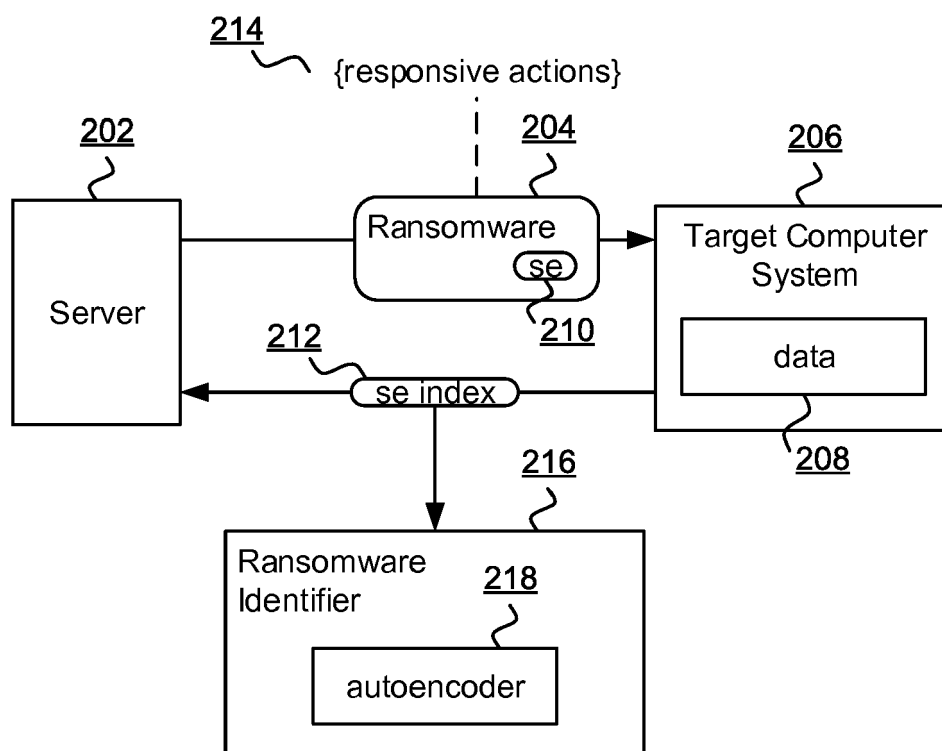 214
{responsive actions}
202
204
206
Ransomware
se
210
Target Computer
System
Server
212
se index
data
208
216
Ransomware
Identifier
218
autoencoder